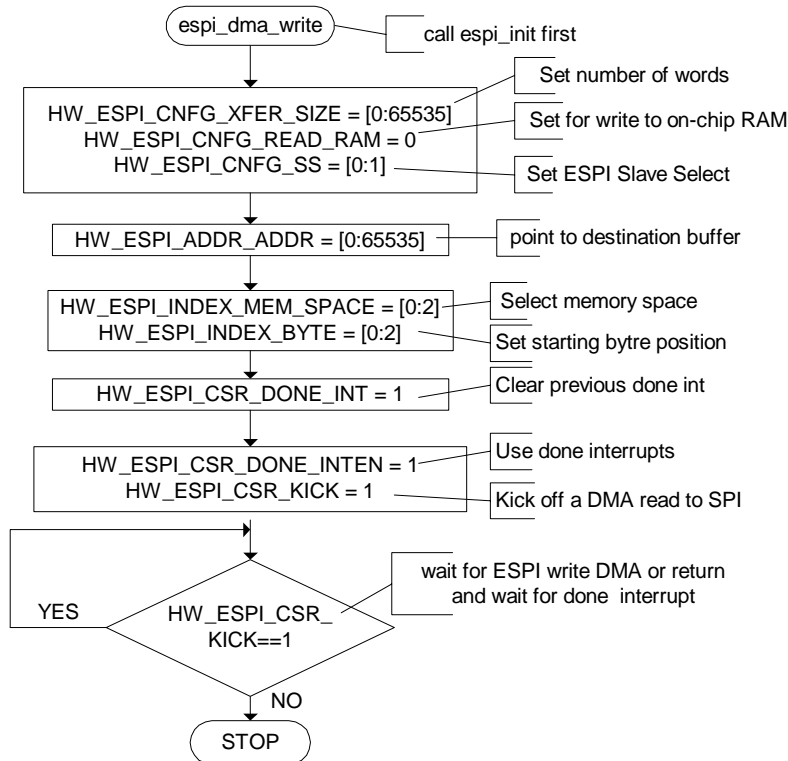 espi_dma_write
call espi_init first
Set number of words
HW_ESPI_CNFG_XFER_SIZE = [0:65535]
HW_ESPI_CNFG_READ_RAM = 0
Set for write to on-chip RAM
HW_ESPI_CNFG_SS = [0:1]
Set ESPI Slave Select
HW_ESPI_ADDR_ADDR = [0:65535]
point to destination buffer
HW_ESPI_INDEX_MEM_SPACE = [0:2]
Select memory space
HW_ESPI_INDEX_BYTE = [0:2]
Set starting bytre position
HW_ESPI_CSR_DONE_INT = 1
Clear previous done int
HW_ESPI_CSR_DONE_INTEN = 1
Use done interrupts
HW_ESPI_CSR_KICK = 1
Kick off a DMA read to SPI
wait for ESPI write DMA or return
and wait for done interrupt
YES
HW_ESPI_CSR_
KICK==1
NO
STOP